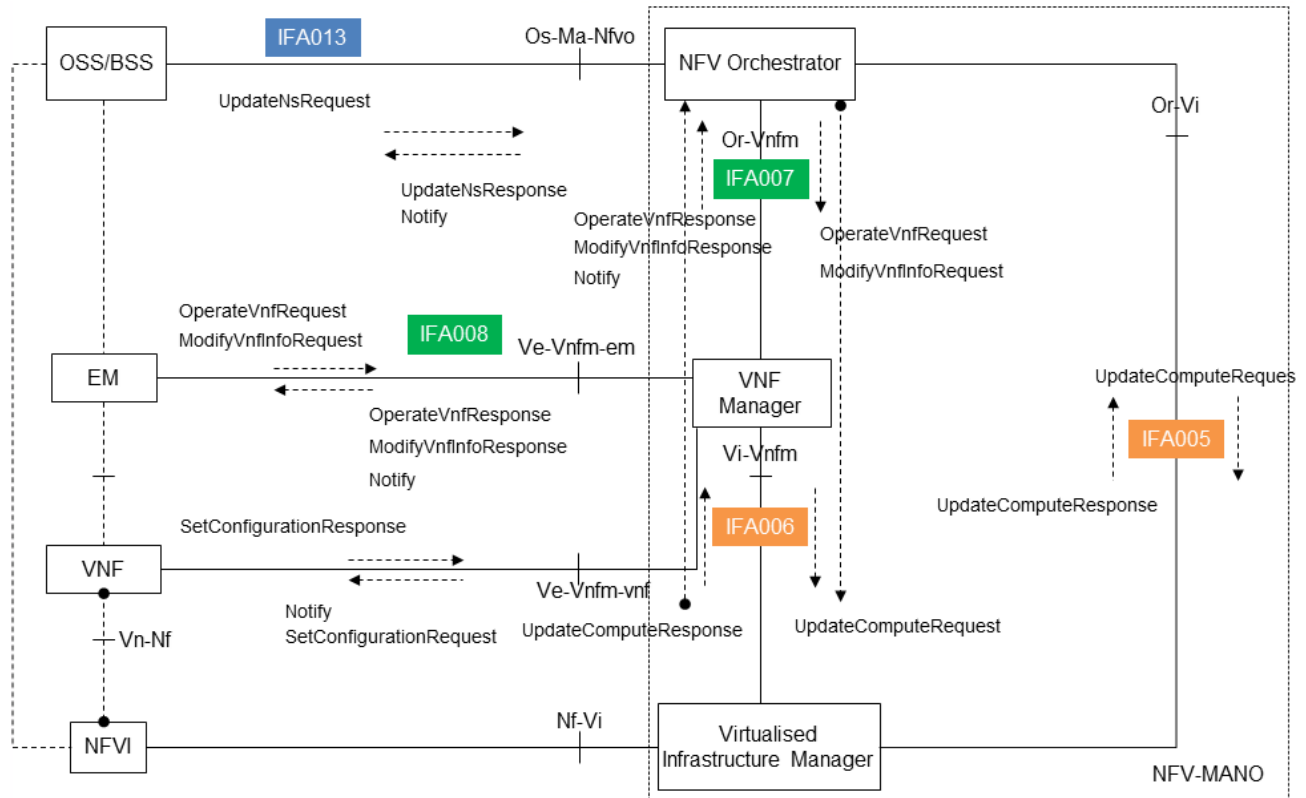 IFA013
Os-Ma-Nfvo
OSS/BSS
NFV Orchestrator
UpdateNsRequest
Or-Vi
Or-Vnfm
IFA007
UpdateNsResponse
Notify
OperateVnfResponse
ModifyVnfInfoResponse
Notify
OperateVnfRequest
ModifyVnfInfoRequest
OperateVnfRequest
ModifyVnfInfoRequest
IFA008
Ve-Vnfm-em
EM
VNF
Manager
UpdateComputeReques
OperateVnfResponse
ModifyVnfInfoResponse
Notify
Vi-Vnfm
IFA005
UpdateComputeResponse
SetConfigurationResponse
IFA006
VNF
Ve-Vnfm-vnf
Notify
SetConfigurationRequest
UpdateComputeResponse
UpdateComputeRequest
Vn-Nf
Nf-Vi
NFVI
Virtualised
Infrastructure Manager
NFV-MANO